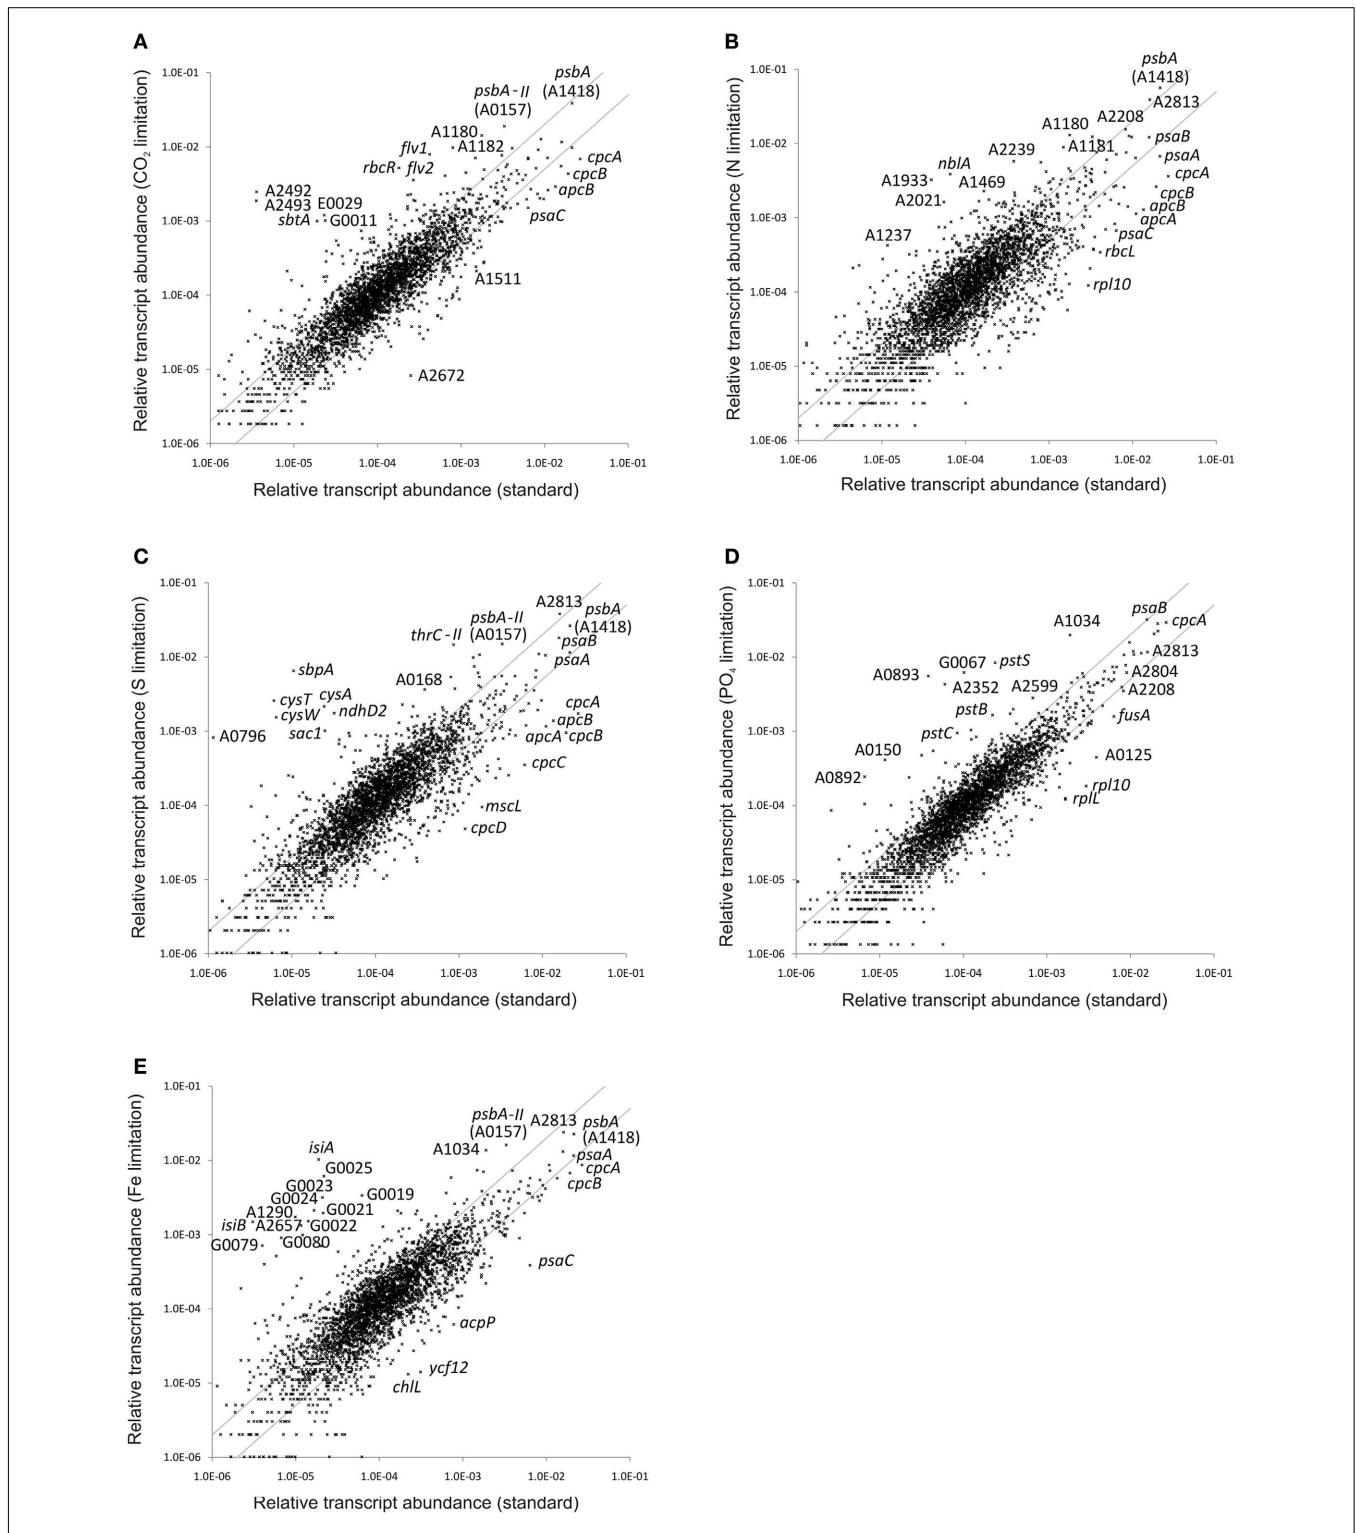 A
Relative transcript abundance (CO2 limitation)
1.0E-01
1.0E-02
1.0E-03
1.0E-04
1.0E-05
1.0E-06
psbA
psbA-II (A1418)
(A0157)
A1180
A1182
flv1
rbcR flv2
cpcA
cpcB
apcB
psaC
A2492
A2493 E0029
sbtA G0011
A1511
A2672
1.0E-06 1.0E-05 1.0E-04 1.0E-03 1.0E-02 1.0E-01
Relative transcript abundance (standard)
B
Relative transcript abundance (N limitation)
1.0E-01
1.0E-02
1.0E-03
1.0E-04
1.0E-05
1.0E-06
psbA
(A1418)
A2813
A2208
A1180
A1181
psaB
A2239
psaA
nblA
cpcA
A1933 A1469
cpcB
A2021
apcB
apcA
A1237
psaC
rbcL
rpl10
1.0E-06 1.0E-05 1.0E-04 1.0E-03 1.0E-02 1.0E-01
Relative transcript abundance (standard)
C
Relative transcript abundance (S limitation)
1.0E-01
1.0E-02
1.0E-03
1.0E-04
1.0E-05
1.0E-06
A2813
psbA-II psbA
thrC-II (A0157) (A1418)
psaB
psaA
sbpA
A0168
cysT cysA
cysW ndhD2
sac1
A0796
cpcA
apcB
apcA cpcB
cpcC
mscL
cpcD
1.0E-06 1.0E-05 1.0E-04 1.0E-03 1.0E-02 1.0E-01
Relative transcript abundance (standard)
D
Relative transcript abundance (PO4 limitation)
1.0E-01
1.0E-02
1.0E-03
1.0E-04
1.0E-05
1.0E-06
psaB
A1034 cpcA
A2813
G0067 pstS
A0893
A2804
A2352 A2599
A2208
pstB
fusA
pstC
A0150
A0125
A0892
rpl10
rplL
1.0E-06 1.0E-05 1.0E-04 1.0E-03 1.0E-02 1.0E-01
Relative transcript abundance (standard)
E
Relative transcript abundance (Fe limitation)
1.0E-01
1.0E-02
1.0E-03
1.0E-04
1.0E-05
1.0E-06
psbA-II A2813 psbA
(A0157) (A1418)
A1034
psaA
cpcA
cpcB
isiA
G0025
G0023
G0024 G0019
A1290 G0021
isiB A2657 G0022
G0079 G0080
psaC
acpP
ycf12
chlL
1.0E-06 1.0E-05 1.0E-04 1.0E-03 1.0E-02 1.0E-01
Relative transcript abundance (standard)